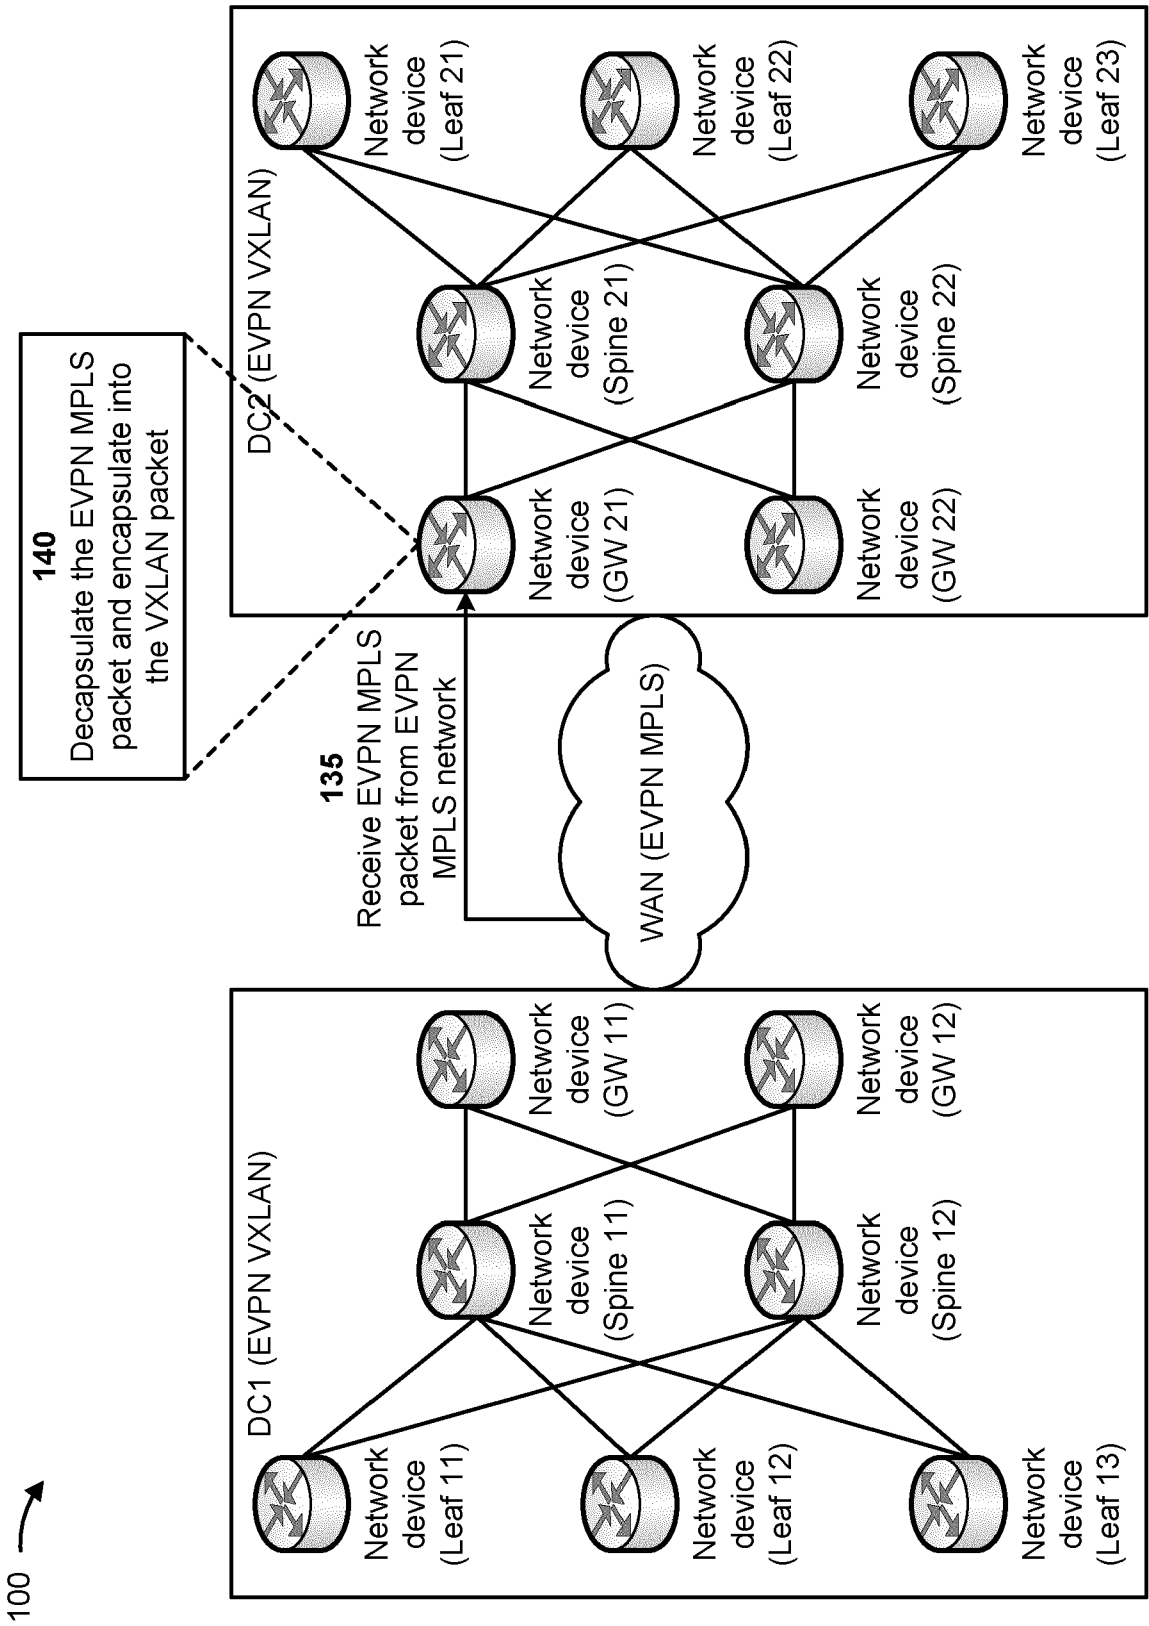 100
DC1 (EVPN VXLAN)
Network
device
(Leaf 11)
Network
device
(Leaf 12)
Network
device
(Leaf 13)
Network
device
(Spine 11)
Network
device
(Spine 12)
Network
device
(GW 11)
Network
device
(GW 12)
WAN (EVPN MPLS)
135
Receive EVPN MPLS
packet from EVPN
MPLS network
140
Decapsulate the EVPN MPLS
packet and encapsulate into
the VXLAN packet
DC2 (EVPN VXLAN)
Network
device
(GW 21)
Network
device
(GW 22)
Network
device
(Spine 21)
Network
device
(Spine 22)
Network
device
(Leaf 21)
Network
device
(Leaf 22)
Network
device
(Leaf 23)